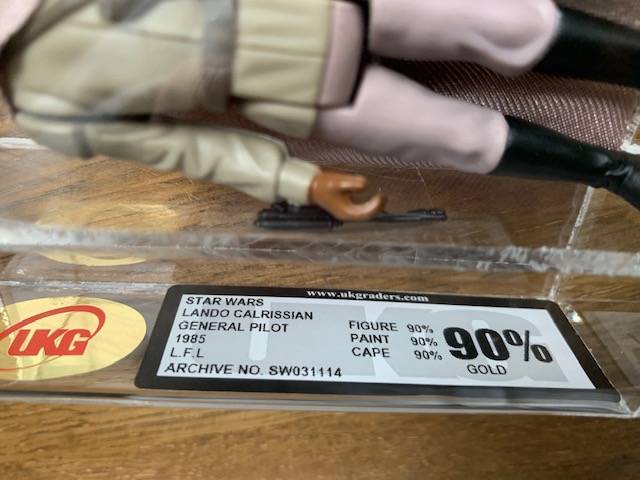 www.ukgraders.com
STAR WARS
LANDO CALRISSIAN
GENERAL PILOT
1985
L.F.L
ARCHIVE NO. SW031114
FIGURE 90%
PAINT 90%
CAPE 90%
90%
GOLD
UKG